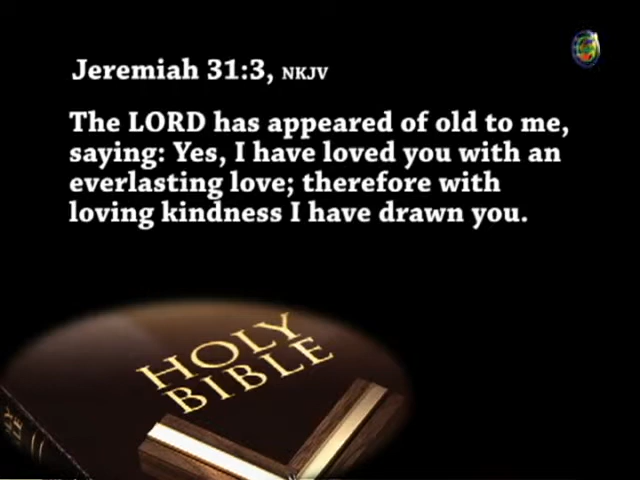 Jeremiah 31:3, NKJV
The LORD has appeared of old to me,
saying: Yes, I have loved you with an
everlasting love; therefore with
loving kindness I have drawn you.
HOLY
BIBLE